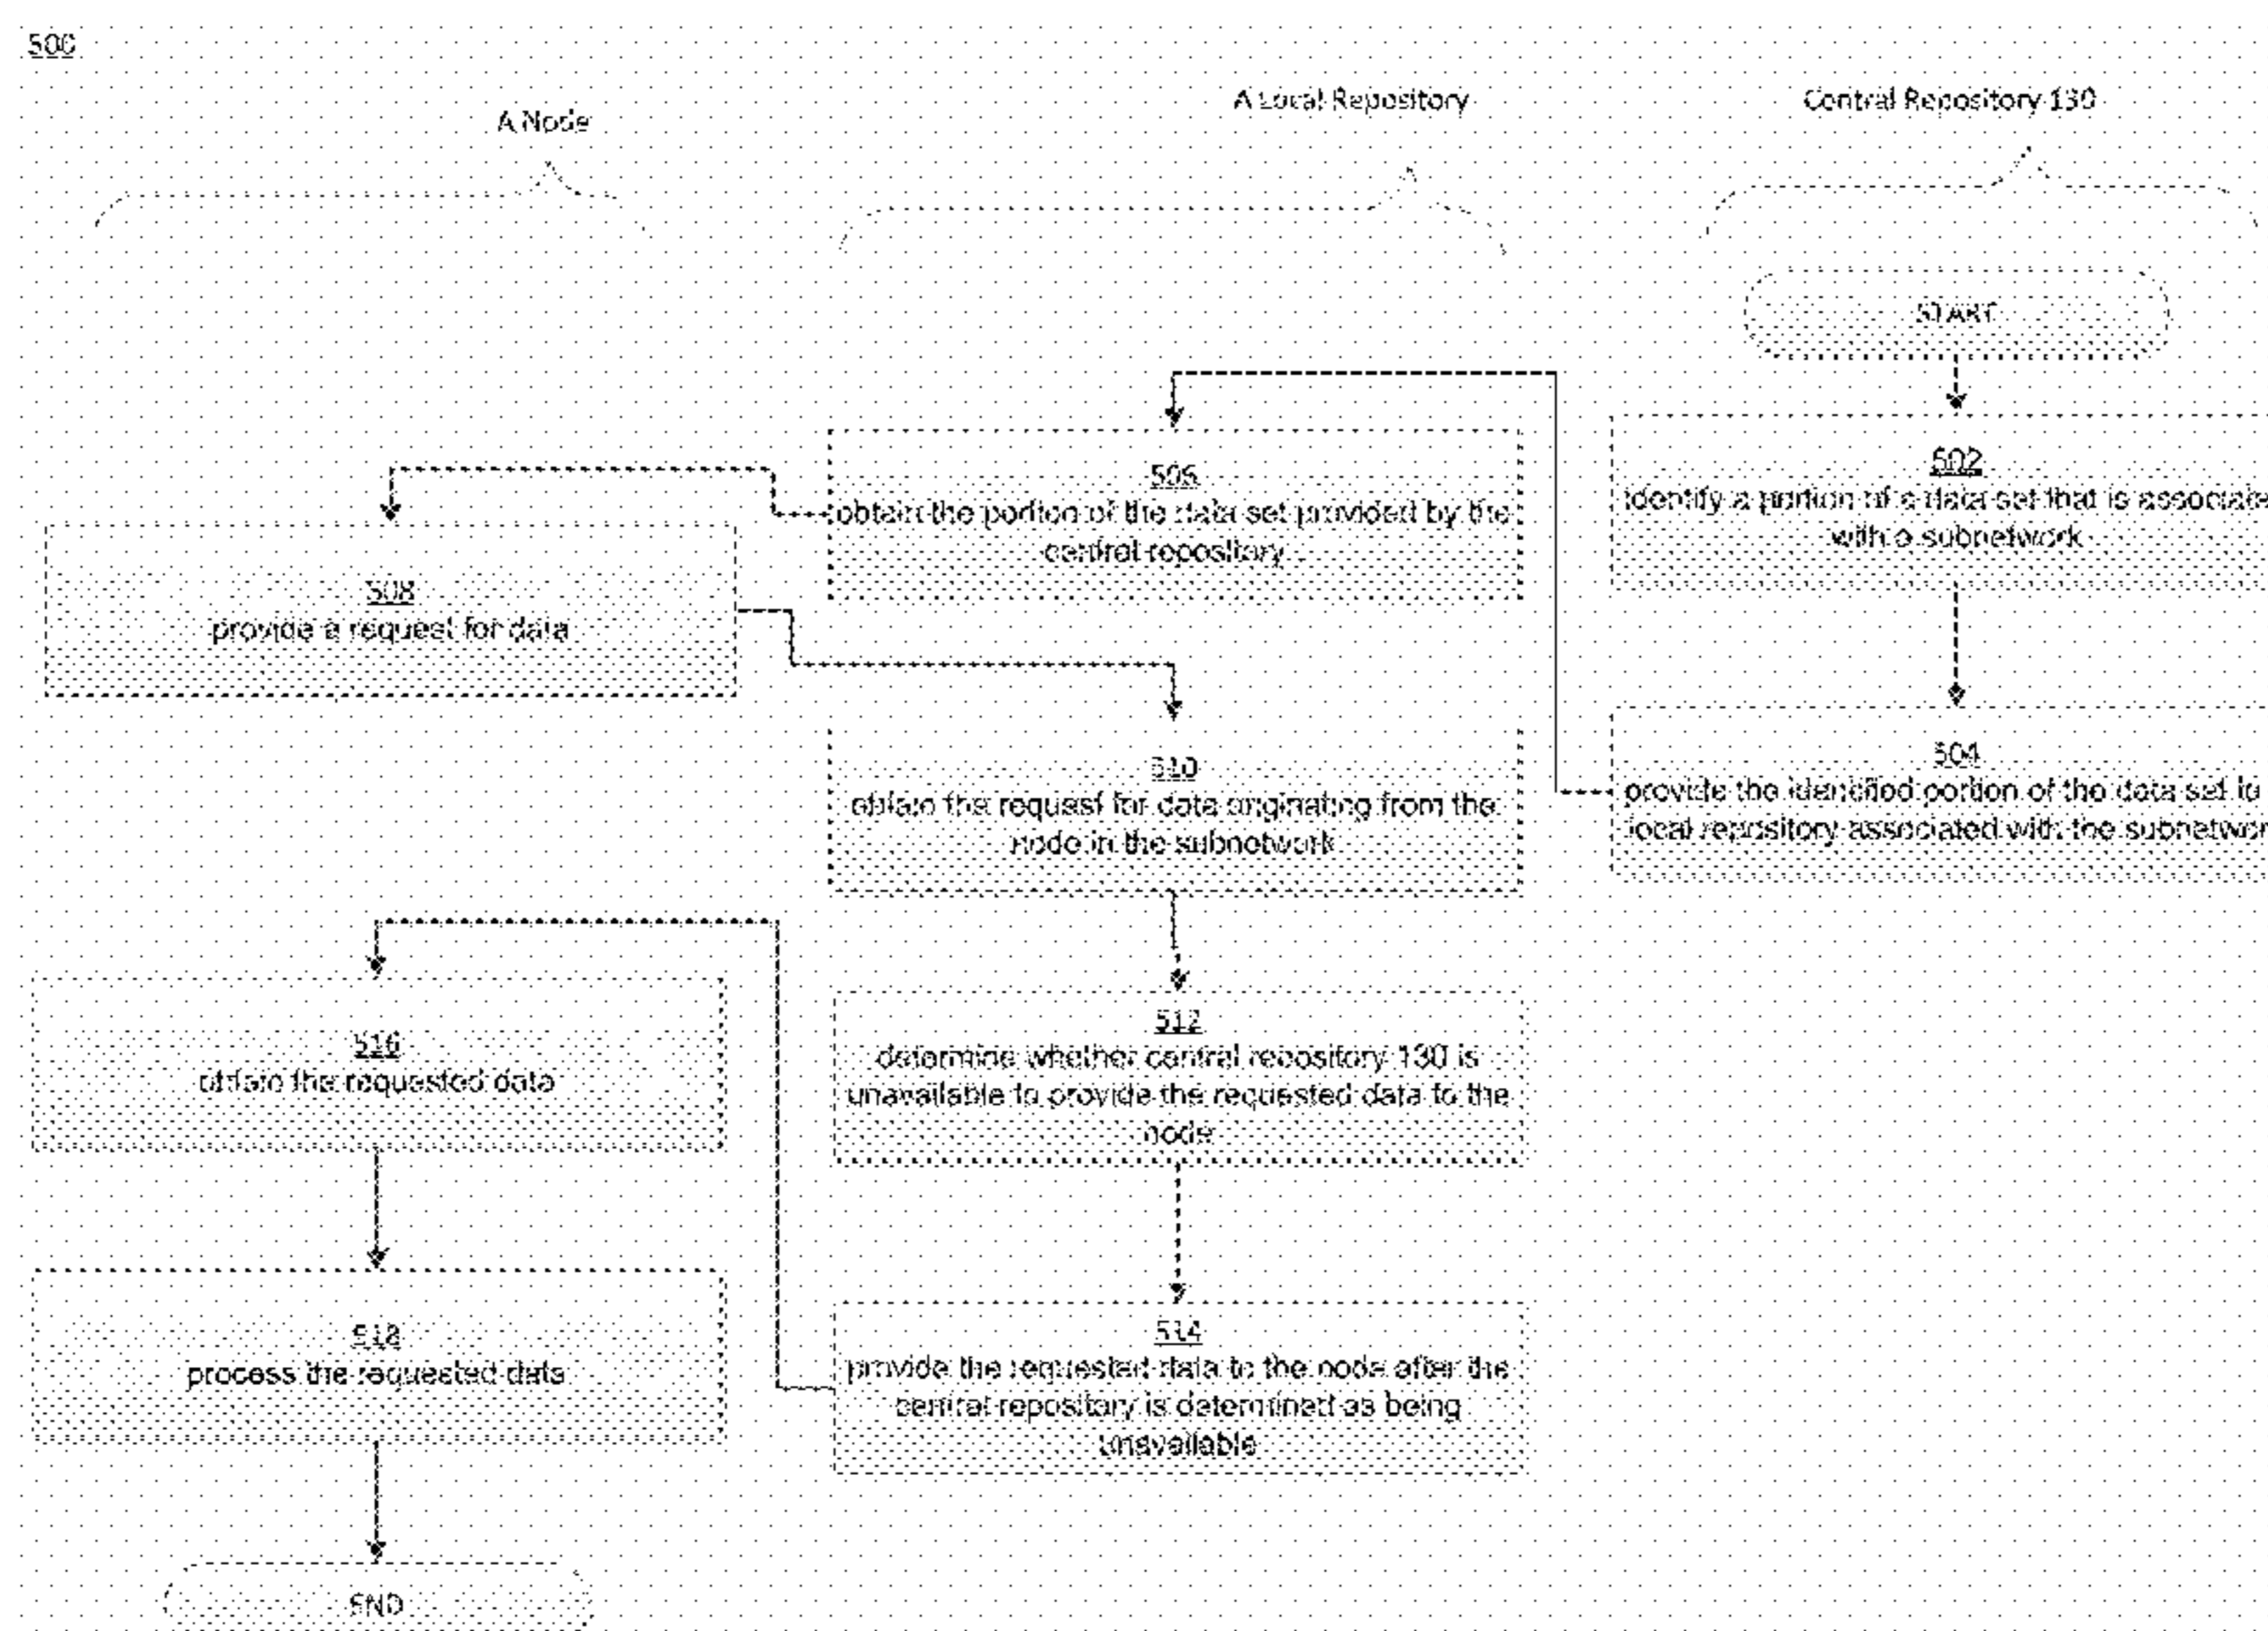 500
A Node
A Local Repository
Central Repository 130
START
502
identify a portion of a data set that is associate
with a subnetwork
504
provide the identified portion of the data set to
local repository associated with the subnetwor
506
obtain the portion of the data set provided by the
central repository
508
provide a request for data
510
obtain the request for data originating from the
node in the subnetwork
512
determine whether central repository 130 is
unavailable to provide the requested data to the
node
514
provide the requested data to the node after the
central repository is determined as being
unavailable
516
obtain the requested data
518
process the requested data
END